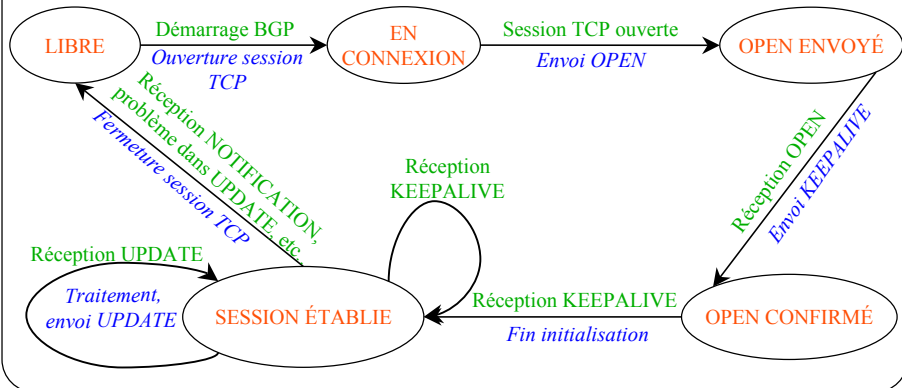 LIBRE
Démarrage BGP
Ouverture session
TCP
EN
CONNEXION
Session TCP ouverte
Envoi OPEN
OPEN ENVOYÉ
Réception OPEN
Envoi KEEPALIVE
Réception NOTIFICATION,
problème dans UPDATE, etc.
Fermeture session TCP
Réception
KEEPALIVE
Réception UPDATE
Traitement,
envoi UPDATE
SESSION ÉTABLIE
Réception KEEPALIVE
Fin initialisation
OPEN CONFIRMÉ